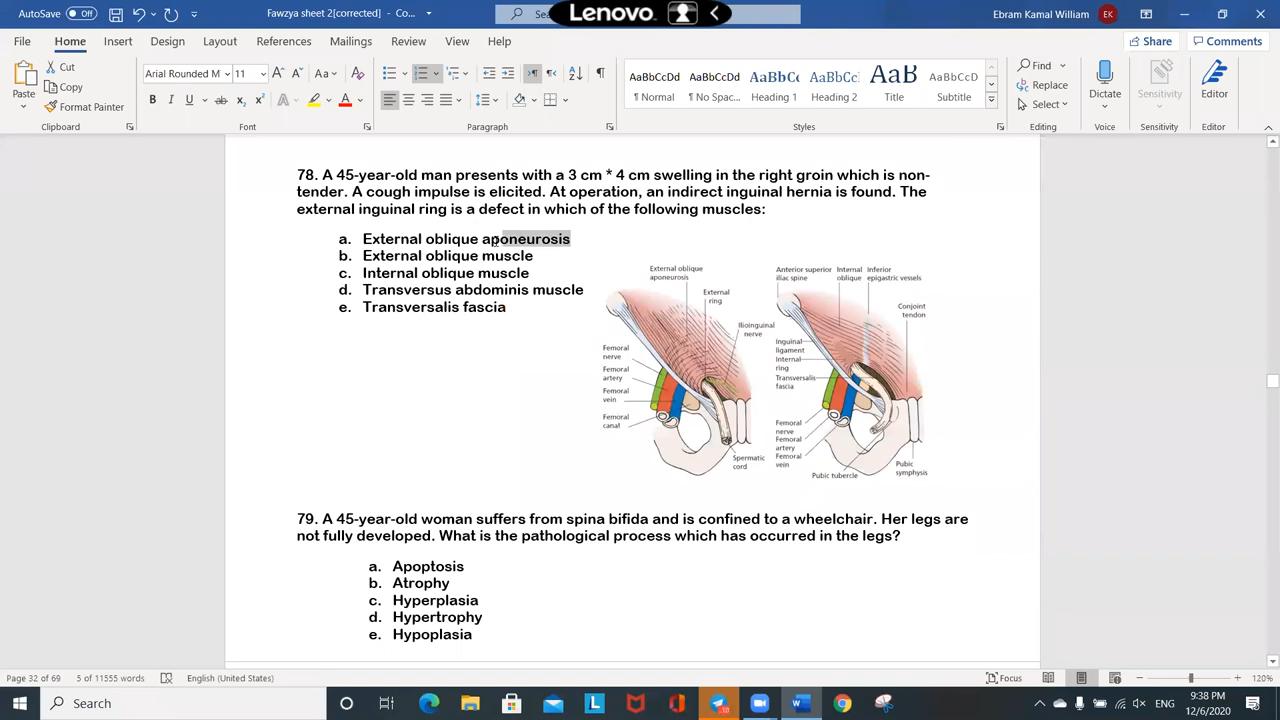 Lenovo
AutoSave Off Fawzya sheet 2 Search Ebram Kamal William EK
File Home Insert Design Layout References Mailings Review View Help Share Comments
Paste Cut Copy Format Painter
Arial Rounded M 11
¶ Normal ¶ No Spac... Heading 1 Heading 2 Title Subtitle
Find Replace Select Dictate Sensitivity Editor
Clipboard Font Paragraph Styles Editing Voice Sensitivity Editor
78. A 45-year-old man presents with a 3 cm * 4 cm swelling in the right groin which is non-
tender. A cough impulse is elicited. At operation, an indirect inguinal hernia is found. The
external inguinal ring is a defect in which of the following muscles:
a. External oblique aponeurosis
b. External oblique muscle
c. Internal oblique muscle
d. Transversus abdominis muscle
e. Transversalis fascia
External oblique
aponeurosis
External
ring
Ilioinguinal
nerve
Femoral
nerve
Femoral
artery
Femoral
vein
Femoral
canal
Spermatic
cord
Anterior superior
iliac spine
Internal
oblique
Inferior
epigastric vessels
Conjoint
tendon
Inguinal
ligament
Internal
ring
Transversalis
fascia
Femoral
nerve
Femoral
artery
Femoral
vein
Pubic tubercle
Pubic
symphysis
79. A 45-year-old woman suffers from spina bifida and is confined to a wheelchair. Her legs are
not fully developed. What is the pathological process which has occurred in the legs?
a. Apoptosis
b. Atrophy
c. Hyperplasia
d. Hypertrophy
e. Hypoplasia
Page 32 of 69 5 of 11555 words English (United States) Focus 120%
Search 9:38 PM
12/6/2020